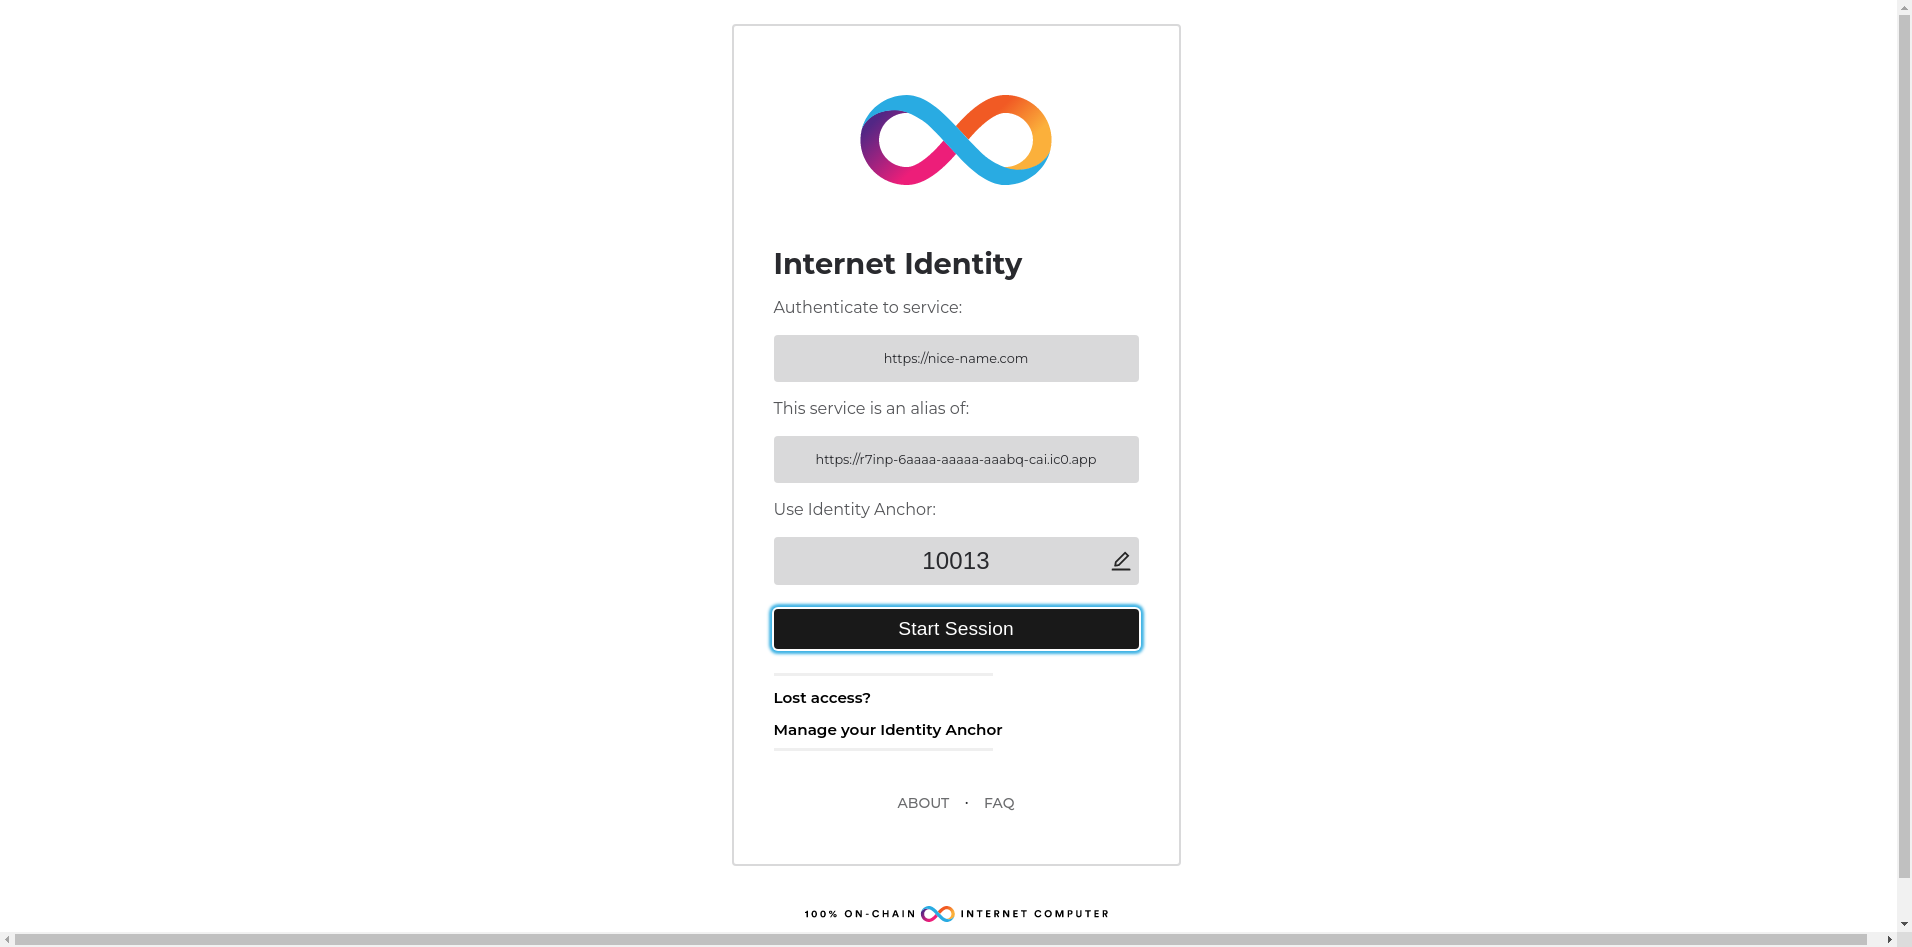 Internet Identity
Authenticate to service:
https://nice-name.com
This service is an alias of:
https://r7inp-6aaaa-aaaaa-aaabq-cai.ic0.app
Use Identity Anchor:
10013
Start Session
Lost access?
Manage your Identity Anchor
ABOUT · FAQ
100% ON-CHAIN INTERNET COMPUTER